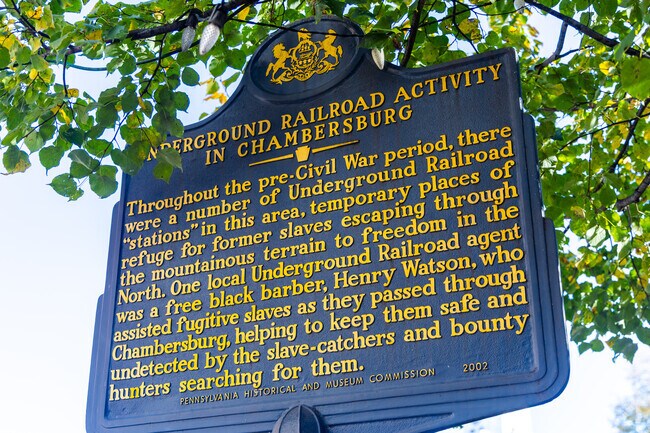 UNDERGROUND RAILROAD ACTIVITY
IN CHAMBERSBURG
Throughout the pre-Civil War period, there
were a number of Underground Railroad
"stations" in this area, temporary places of
refuge for former slaves escaping through
the mountainous terrain to freedom in the
North. One local Underground Railroad agent
was a free black barber, Henry Watson, who
assisted fugitive slaves as they passed through
Chambersburg, helping to keep them safe and
undetected by the slave-catchers and bounty
hunters searching for them.
PENNSYLVANIA HISTORICAL AND MUSEUM COMMISSION 2002